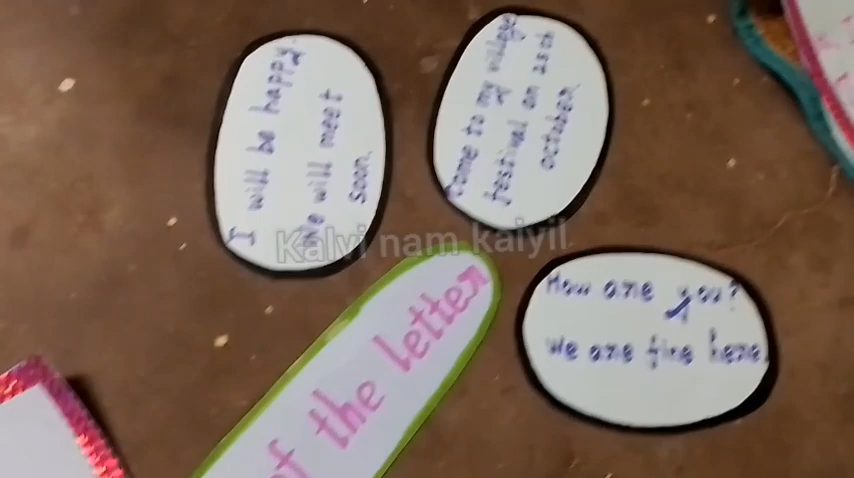 I will be happy.
We will meet
soon.
Come to my village
festival on 25th
october.
Kalvi nam kaiyil
How are you?
We are fine here.
of the letter